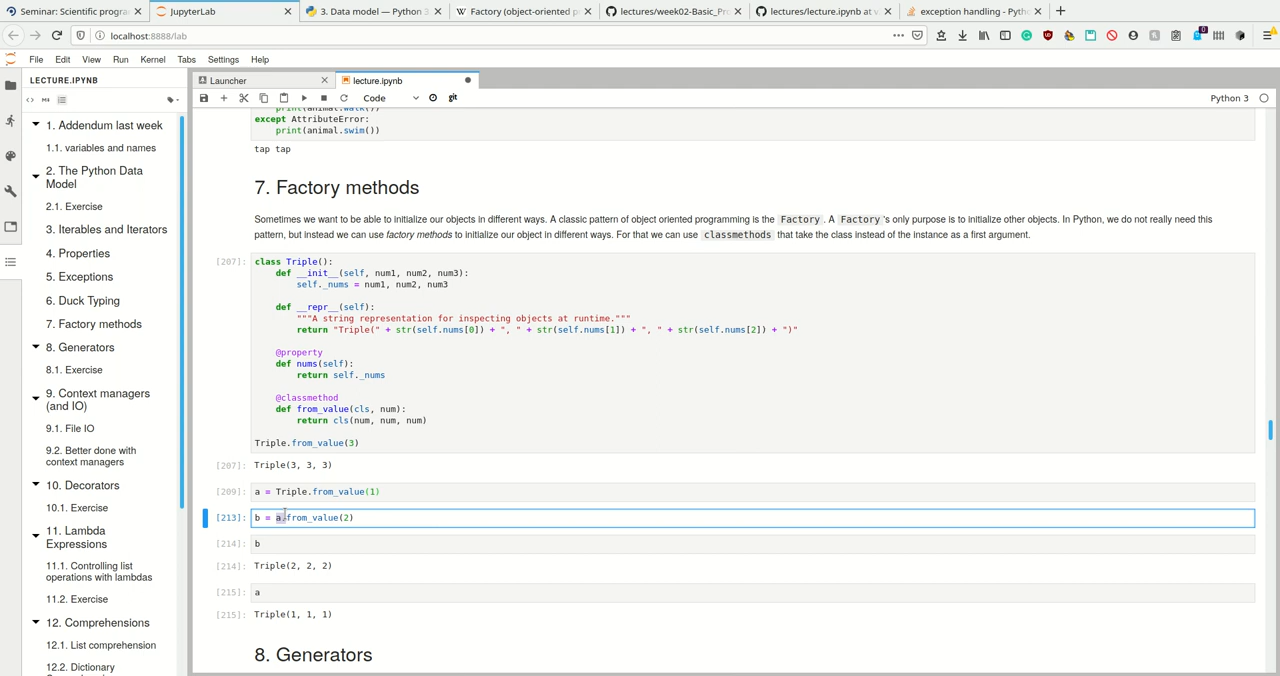 Seminar: Scientific progra
JupyterLab
3. Data model — Python 3
Factory (object-oriented p
lectures/week02-Basic_Pr
lectures/lecture.ipynb at v
exception handling - Pytho
localhost:8888/lab
File Edit View Run Kernel Tabs Settings Help
LECTURE.IPYNB
1. Addendum last week
1.1. variables and names
2. The Python Data
Model
2.1. Exercise
3. Iterables and Iterators
4. Properties
5. Exceptions
6. Duck Typing
7. Factory methods
8. Generators
8.1. Exercise
9. Context managers
(and IO)
9.1. File IO
9.2. Better done with
context managers
10. Decorators
10.1. Exercise
11. Lambda
Expressions
11.1. Controlling list
operations with lambdas
11.2. Exercise
12. Comprehensions
12.1. List comprehension
12.2. Dictionary
Launcher
lecture.ipynb
Code
git
Python 3
print(animal.walk())
except AttributeError:
print(animal.swim())
tap tap
7. Factory methods
Sometimes we want to be able to initialize our objects in different ways. A classic pattern of object oriented programming is the Factory . A Factory 's only purpose is to initialize other objects. In Python, we do not really need this
pattern, but instead we can use factory methods to initialize our object in different ways. For that we can use classmethods that take the class instead of the instance as a first argument.
[207]: class Triple():
def __init__(self, num1, num2, num3):
self._nums = num1, num2, num3
def __repr__(self):
"""A string representation for inspecting objects at runtime."""
return "Triple(" + str(self.nums[0]) + ", " + str(self.nums[1]) + ", " + str(self.nums[2]) + ")"
@property
def nums(self):
return self._nums
@classmethod
def from_value(cls, num):
return cls(num, num, num)
Triple.from_value(3)
[207]: Triple(3, 3, 3)
[209]: a = Triple.from_value(1)
[213]: b = a.from_value(2)
[214]: b
[214]: Triple(2, 2, 2)
[215]: a
[215]: Triple(1, 1, 1)
8. Generators